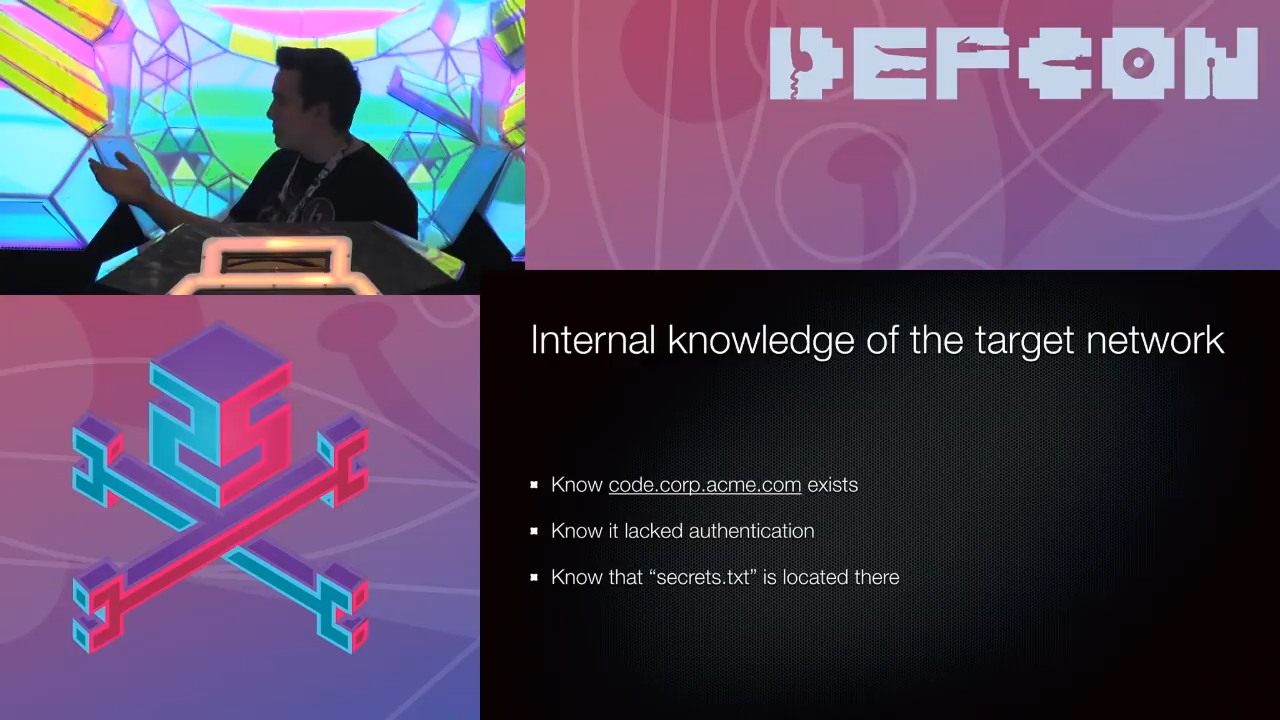 DEFCON
Internal knowledge of the target network
Know code.corp.acme.com exists
Know it lacked authentication
Know that “secrets.txt” is located there